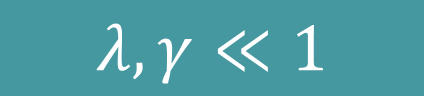 𝜆, 𝛾 ≪ 1